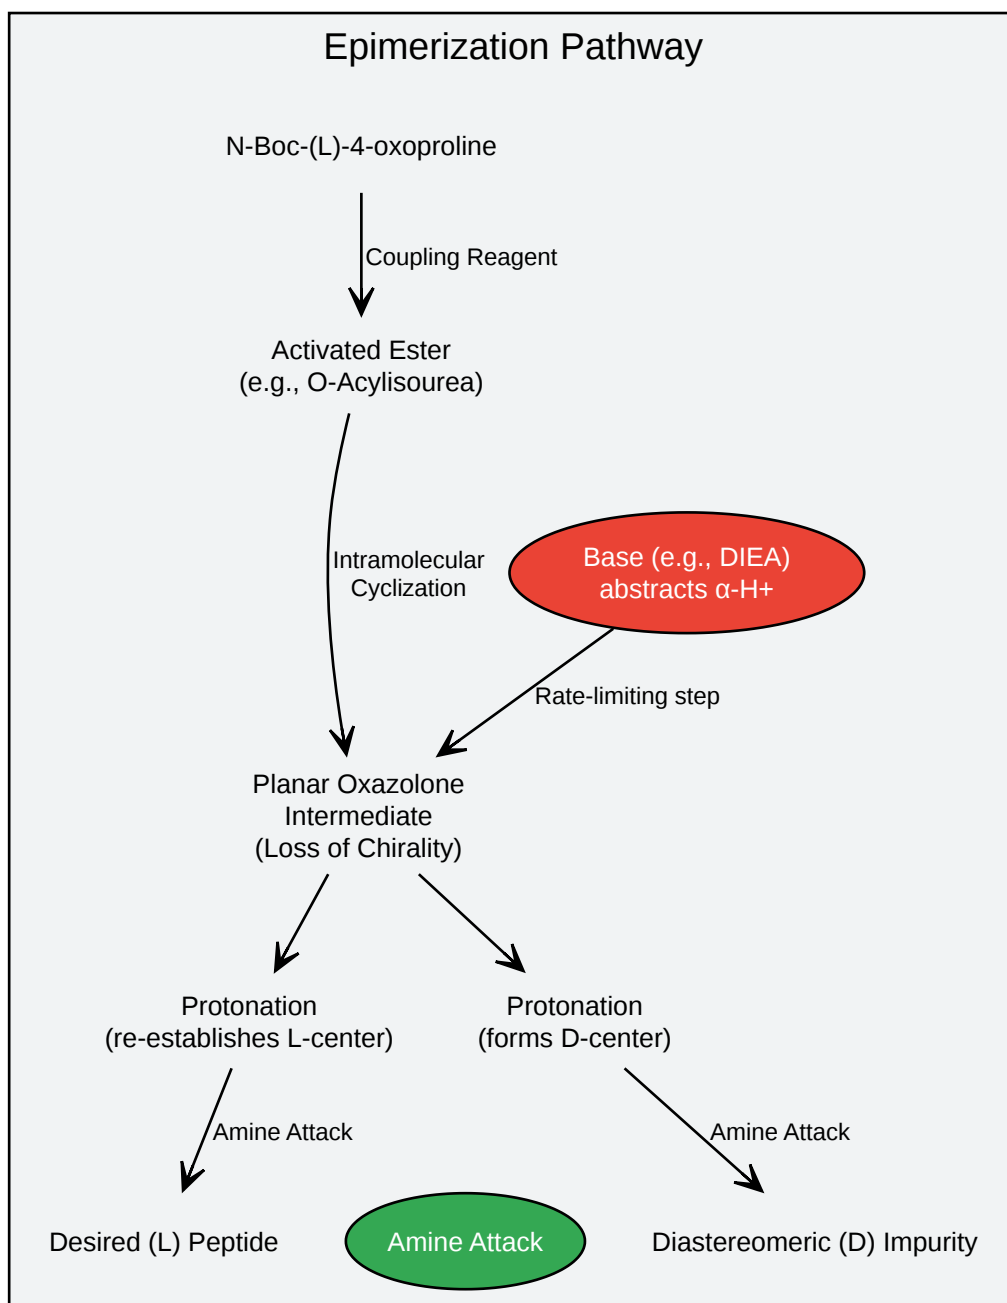 Epimerization Pathway
N-Boc-(L)-4-oxoproline
Coupling Reagent
Activated Ester
(e.g., O-Acylisourea)
Intramolecular
Cyclization
Base (e.g., DIEA)
abstracts α-H+
Rate-limiting step
Planar Oxazolone
Intermediate
(Loss of Chirality)
Protonation
(re-establishes L-center)
Protonation
(forms D-center)
Amine Attack
Amine Attack
Desired (L) Peptide
Amine Attack
Diastereomeric (D) Impurity